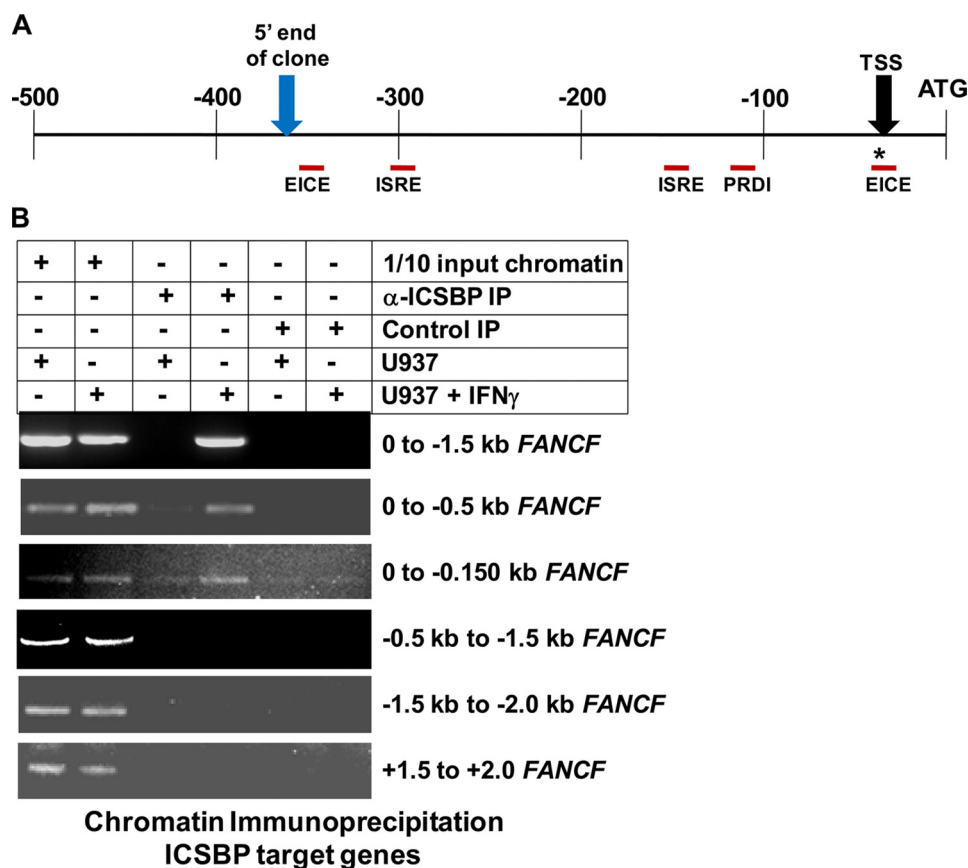 A
5' end
of clone
TSS
-500 -400 -300 -200 -100 ATG
*
EICE ISRE ISRE PRDI EICE
B
+ + - - - - 1/10 input chromatin
- - + + - - α-ICSBP IP
- - - - + + Control IP
+ - + - + - U937
- + - + - + U937 + IFNγ
0 to -1.5 kb FANCF
0 to -0.5 kb FANCF
0 to -0.150 kb FANCF
-0.5 kb to -1.5 kb FANCF
-1.5 kb to -2.0 kb FANCF
+1.5 to +2.0 FANCF
Chromatin Immunoprecipitation
ICSBP target genes